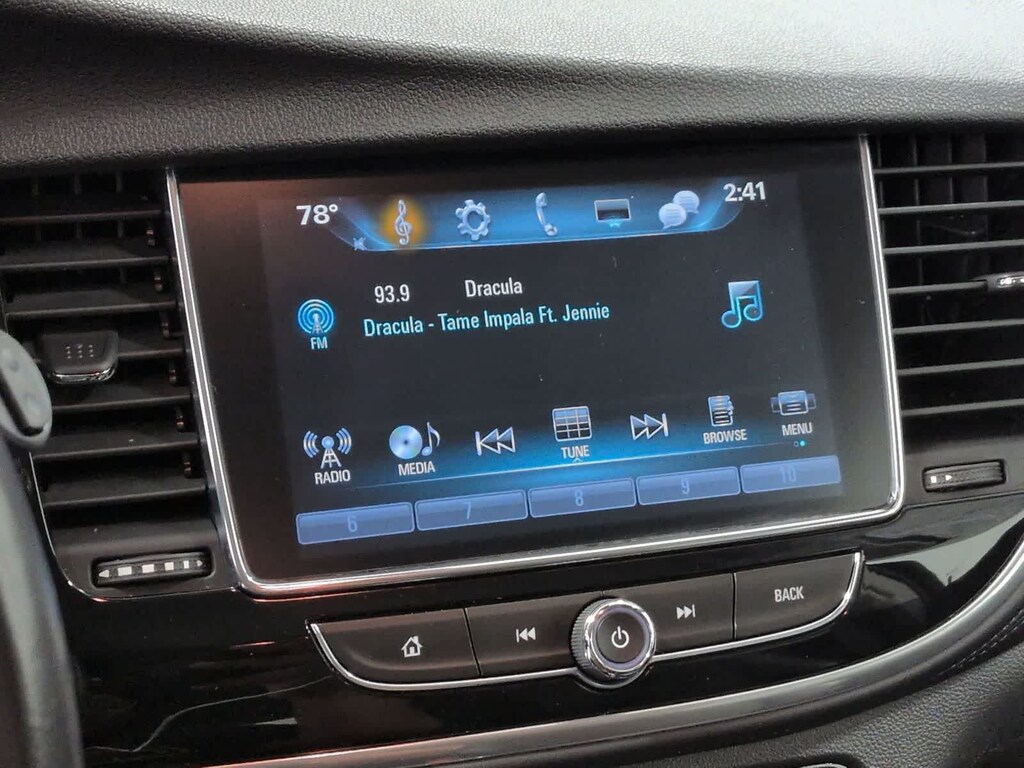 78° 2:41
93.9 Dracula
FM Dracula - Tame Impala Ft. Jennie
RADIO MEDIA TUNE BROWSE MENU
6 7 8 9 10
BACK